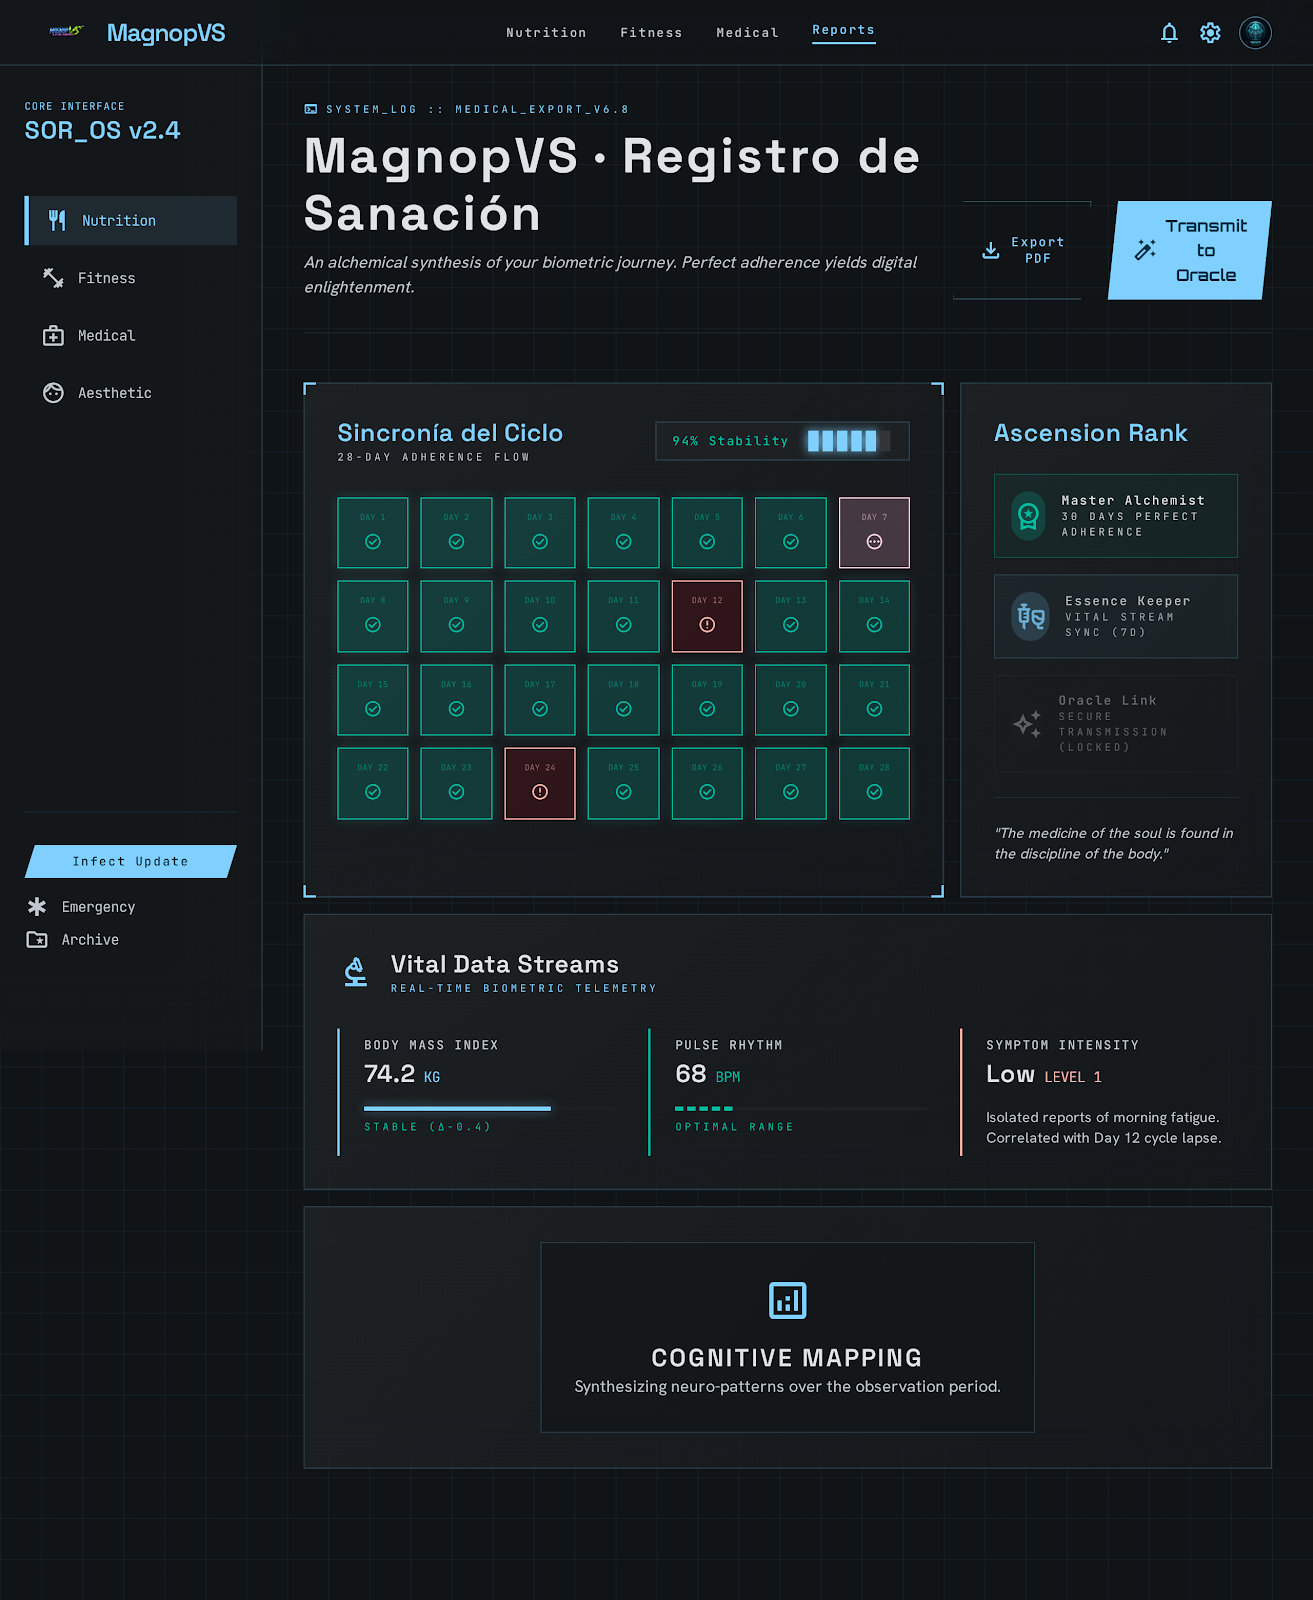 MagnopVS
Nutrition
Fitness
Medical
Reports
CORE INTERFACE
SOR_OS v2.4
Nutrition
Fitness
Medical
Aesthetic
Infect Update
Emergency
Archive
SYSTEM_LOG :: MEDICAL_EXPORT_V6.8
MagnopVS · Registro de
Sanación
An alchemical synthesis of your biometric journey. Perfect adherence yields digital
enlightenment.
Export
PDF
Transmit
to
Oracle
Sincronía del Ciclo
28-DAY ADHERENCE FLOW
94% Stability
DAY 1
DAY 2
DAY 3
DAY 4
DAY 5
DAY 6
DAY 7
DAY 8
DAY 9
DAY 10
DAY 11
DAY 12
DAY 13
DAY 14
DAY 15
DAY 16
DAY 17
DAY 18
DAY 19
DAY 20
DAY 21
DAY 22
DAY 23
DAY 24
DAY 25
DAY 26
DAY 27
DAY 28
Ascension Rank
Master Alchemist
30 DAYS PERFECT
ADHERENCE
Essence Keeper
VITAL STREAM
SYNC (7D)
Oracle Link
SECURE
TRANSMISSION
(LOCKED)
"The medicine of the soul is found in
the discipline of the body."
Vital Data Streams
REAL-TIME BIOMETRIC TELEMETRY
BODY MASS INDEX
74.2 KG
STABLE (Δ-0.4)
PULSE RHYTHM
68 BPM
OPTIMAL RANGE
SYMPTOM INTENSITY
Low LEVEL 1
Isolated reports of morning fatigue.
Correlated with Day 12 cycle lapse.
COGNITIVE MAPPING
Synthesizing neuro-patterns over the observation period.